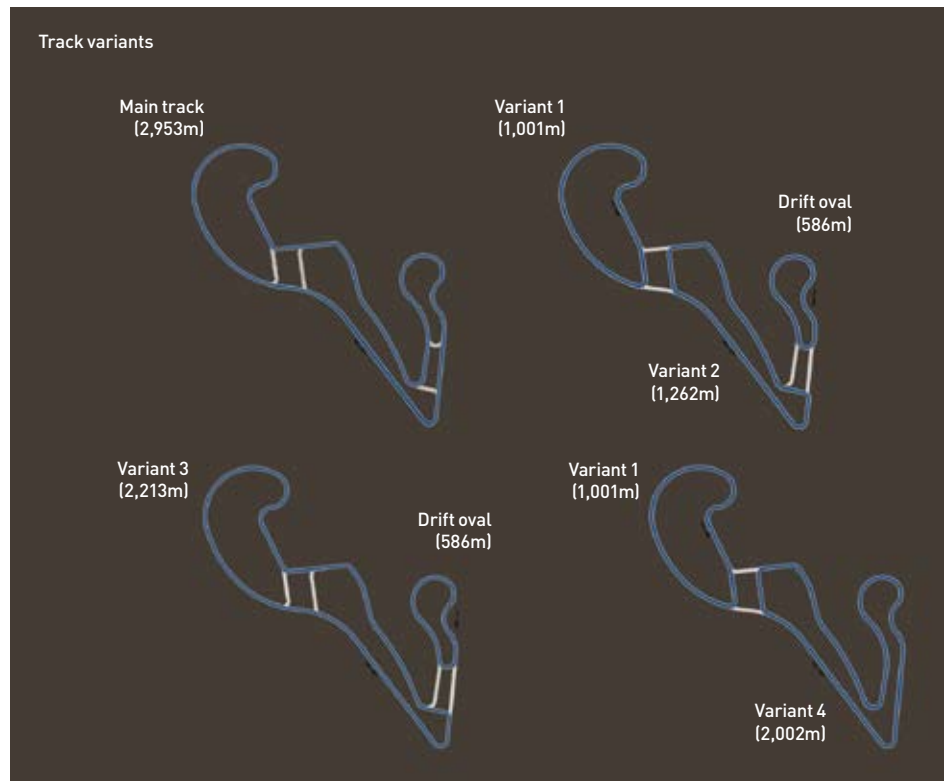 Track variants
Main track
(2,953m)
Variant 1
(1,001m)
Drift oval
(586m)
Variant 2
(1,262m)
Variant 3
(2,213m)
Drift oval
(586m)
Variant 1
(1,001m)
Variant 4
(2,002m)